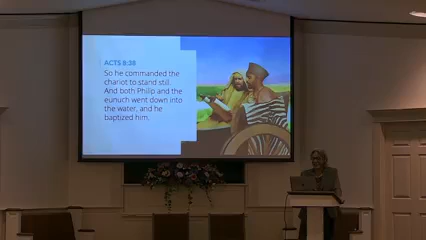 ACTS 8:38
So he commanded the
chariot to stand still.
And both Philip and the
eunuch went down into
the water, and he
baptized him.